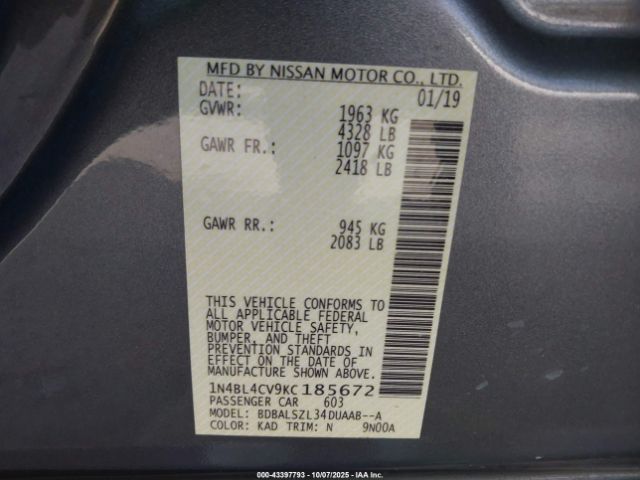 MFD BY NISSAN MOTOR CO., LTD.
DATE: 01/19
GVWR: 1963 KG
4328 LB
GAWR FR.: 1097 KG
2418 LB
GAWR RR.: 945 KG
2083 LB
THIS VEHICLE CONFORMS TO
ALL APPLICABLE FEDERAL
MOTOR VEHICLE SAFETY,
BUMPER, AND THEFT
PREVENTION STANDARDS IN
EFFECT ON THE DATE OF
MANUFACTURE SHOWN ABOVE.
1N4BL4CV9KC185672
PASSENGER CAR 603
MODEL: BDBALSZL34DUAAB--A
COLOR: KAD TRIM: N 9N00A
00-43397793 - 10/07/2025 - IAAI.com